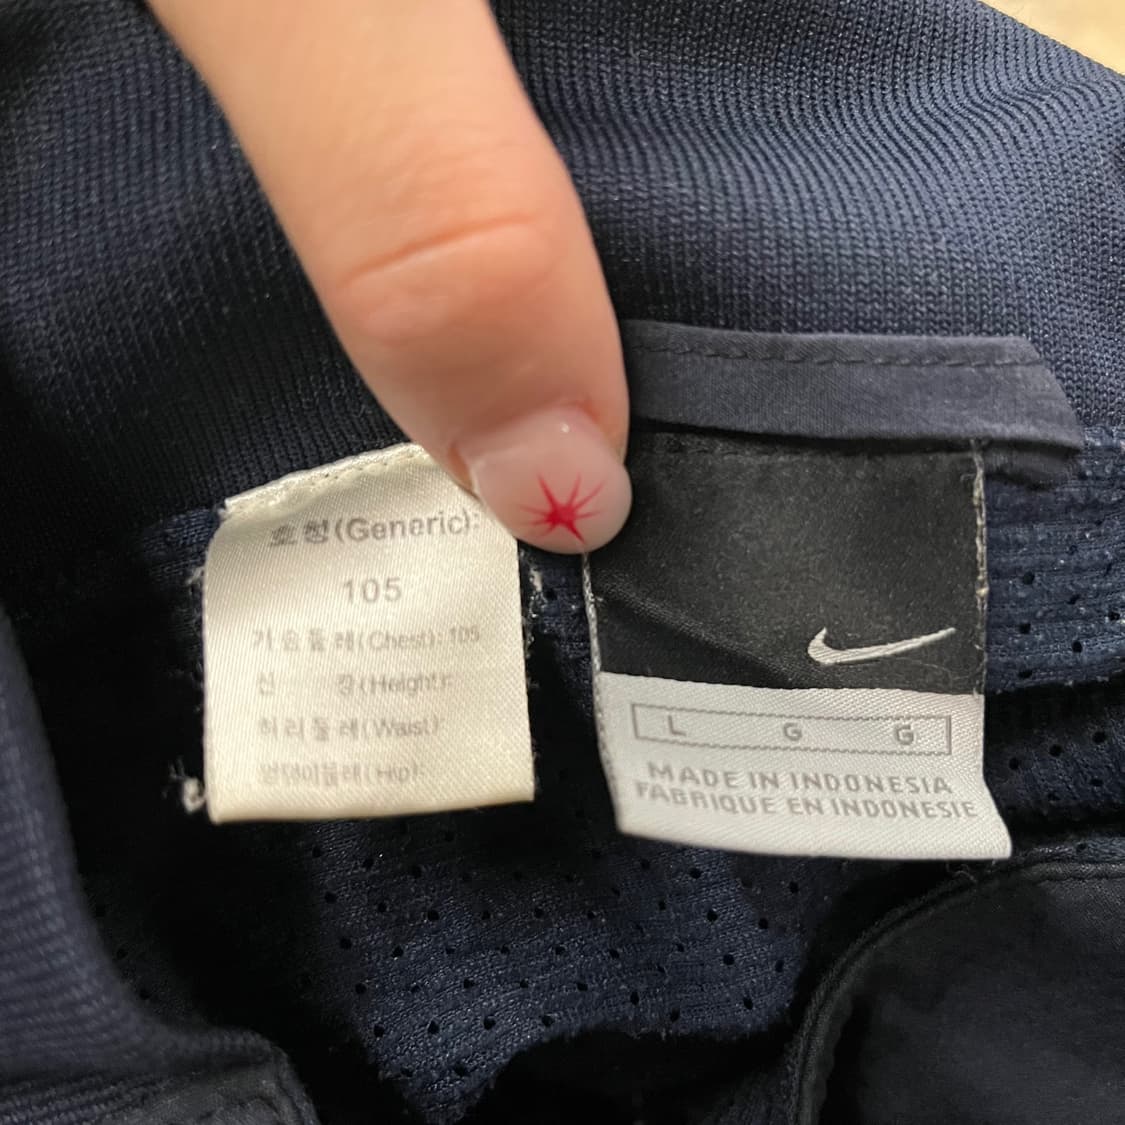 호칭(Generic):
105
가슴둘레(Chest): 105
신 장(Height):
허리둘레(Waist):
엉덩이둘레(Hip):
L G G
MADE IN INDONESIA
FABRIQUE EN INDONESIE